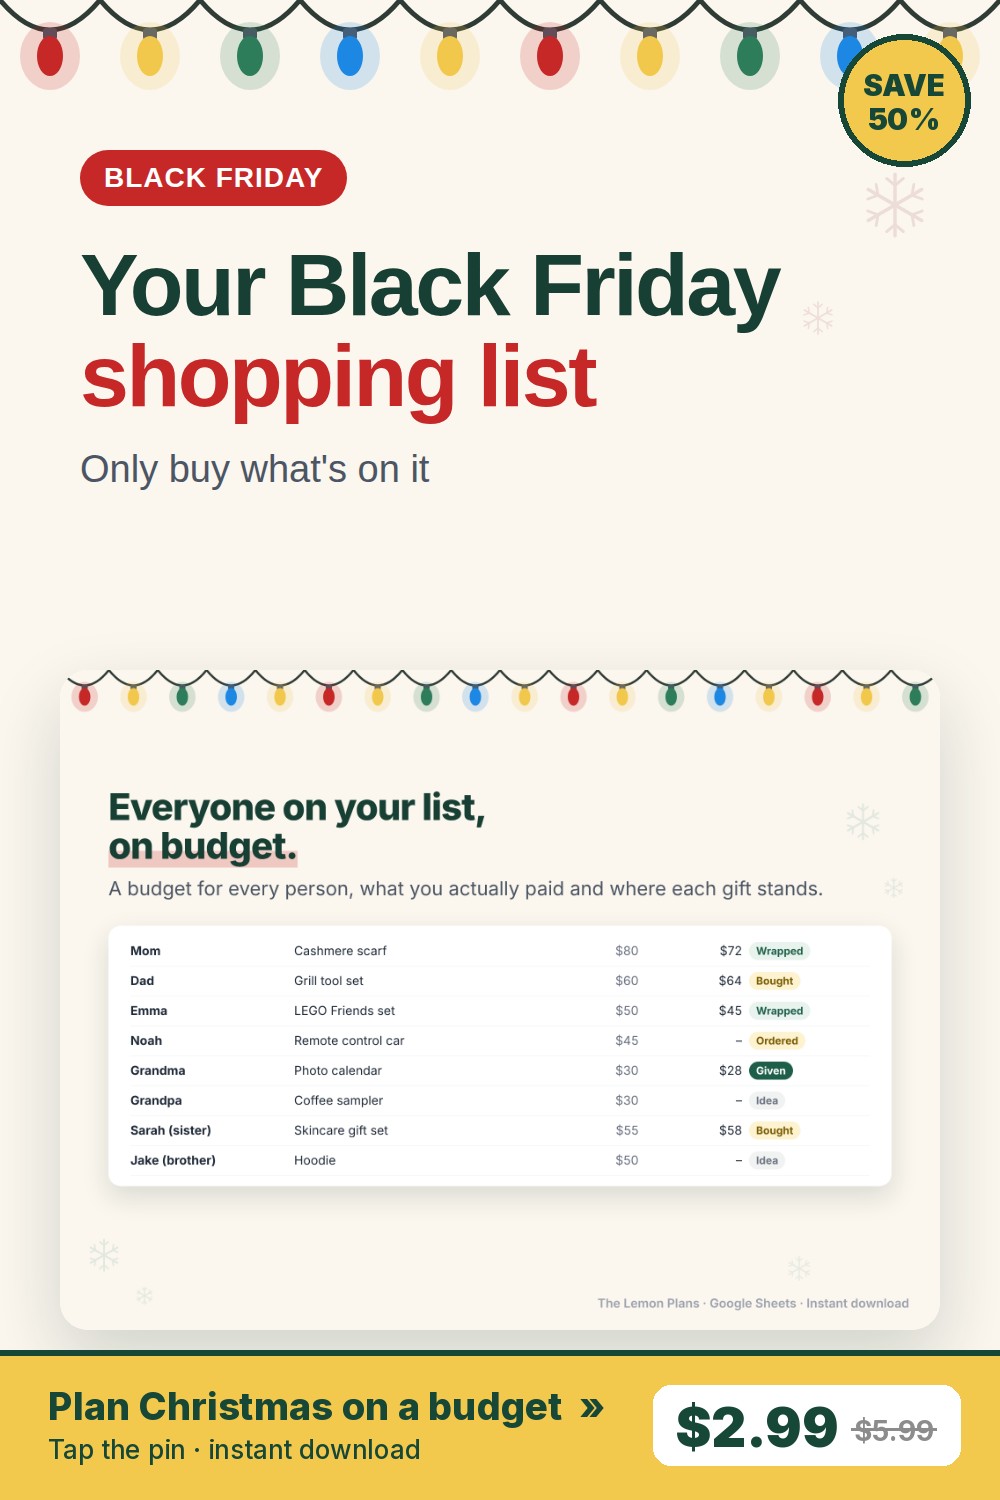 SAVE
50%
BLACK FRIDAY
Your Black Friday
shopping list
Only buy what's on it
Everyone on your list,
on budget.
A budget for every person, what you actually paid and where each gift stands.
Mom Cashmere scarf $80 $72 Wrapped
Dad Grill tool set $60 $64 Bought
Emma LEGO Friends set $50 $45 Wrapped
Noah Remote control car $45 – Ordered
Grandma Photo calendar $30 $28 Given
Grandpa Coffee sampler $30 – Idea
Sarah (sister) Skincare gift set $55 $58 Bought
Jake (brother) Hoodie $50 – Idea
The Lemon Plans · Google Sheets · Instant download
Plan Christmas on a budget »
Tap the pin · instant download
$2.99 $5.99